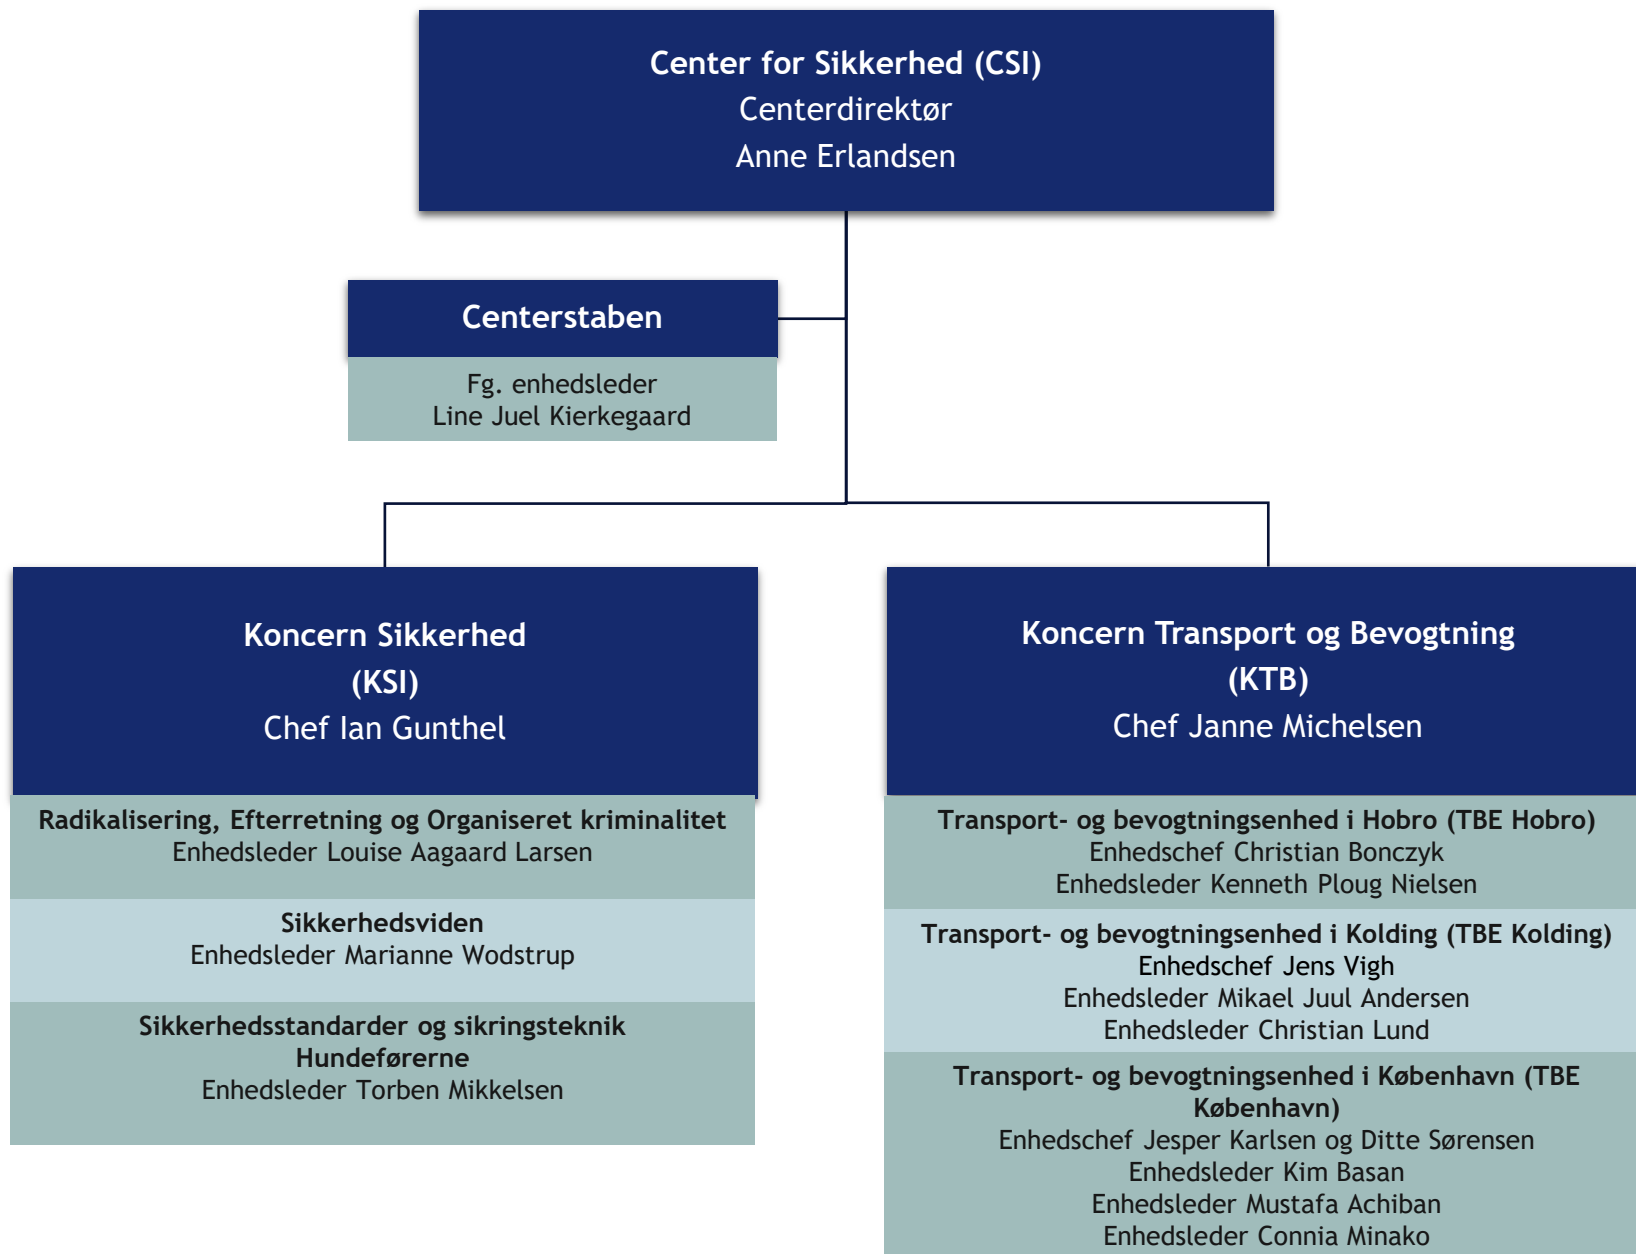 Center for Sikkerhed (CSI)
Centerdirektør
Anne Erlandsen
Centerstaben
Fg. enhedsleder
Line Juel Kierkegaard
Koncern Sikkerhed
(KSI)
Chef Ian Gunthel
Radikalisering, Efterretning og Organiseret kriminalitet
Enhedsleder Louise Aagaard Larsen
Sikkerhedsviden
Enhedsleder Marianne Wodstrup
Sikkerhedsstandarder og sikringsteknik
Hundeførerne
Enhedsleder Torben Mikkelsen
Koncern Transport og Bevogtning
(KTB)
Chef Janne Michelsen
Transport- og bevogtningsenhed i Hobro (TBE Hobro)
Enhedschef Christian Bonczyk
Enhedsleder Kenneth Ploug Nielsen
Transport- og bevogtningsenhed i Kolding (TBE Kolding)
Enhedschef Jens Vigh
Enhedsleder Mikael Juul Andersen
Enhedsleder Christian Lund
Transport- og bevogtningsenhed i København (TBE
København)
Enhedschef Jesper Karlsen og Ditte Sørensen
Enhedsleder Kim Basan
Enhedsleder Mustafa Achiban
Enhedsleder Connia Minako